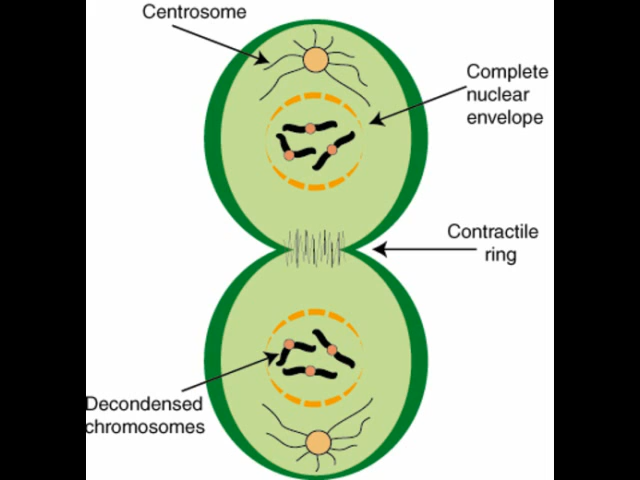 Centrosome
Complete
nuclear
envelope
Contractile
ring
Decondensed
chromosomes